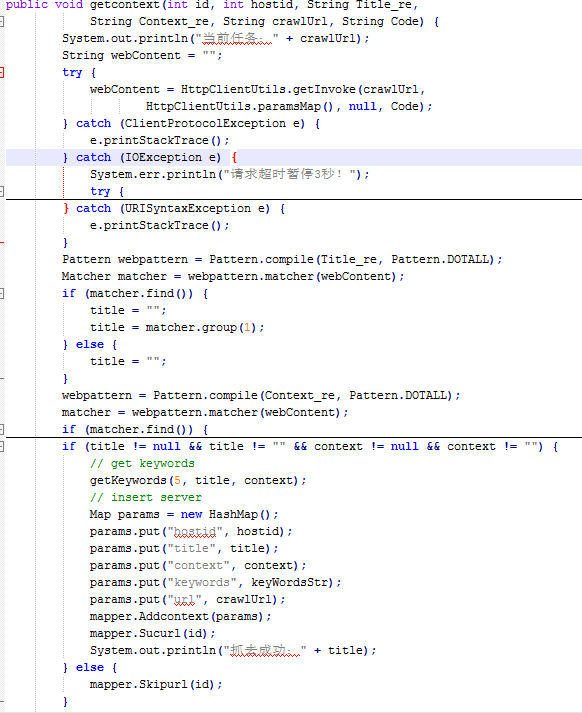 public void getcontext(int id, int hostid, String Title_re,
String Context_re, String crawlUrl, String Code) {
System.out.println("当前任务:" + crawlUrl);
String webContent = "";
try {
webContent = HttpClientUtils.getInvoke(crawlUrl,
HttpClientUtils.paramsMap(), null, Code);
} catch (ClientProtocolException e) {
e.printStackTrace();
} catch (IOException e) {
System.err.println("请求超时暂停3秒!");
try {
} catch (URISyntaxException e) {
e.printStackTrace();
}
Pattern webpattern = Pattern.compile(Title_re, Pattern.DOTALL);
Matcher matcher = webpattern.matcher(webContent);
if (matcher.find()) {
title = "";
title = matcher.group(1);
} else {
title = "";
}
webpattern = Pattern.compile(Context_re, Pattern.DOTALL);
matcher = webpattern.matcher(webContent);
if (matcher.find()) {
if (title != null && title != "" && context != null && context != "") {
// get keywords
getKeywords(5, title, context);
// insert server
Map params = new HashMap();
params.put("hostid", hostid);
params.put("title", title);
params.put("context", context);
params.put("keywords", keyWordsStr);
params.put("url", crawlUrl);
mapper.Addcontext(params);
mapper.Sucurl(id);
System.out.println("抓去成功:" + title);
} else {
mapper.Skipurl(id);
}